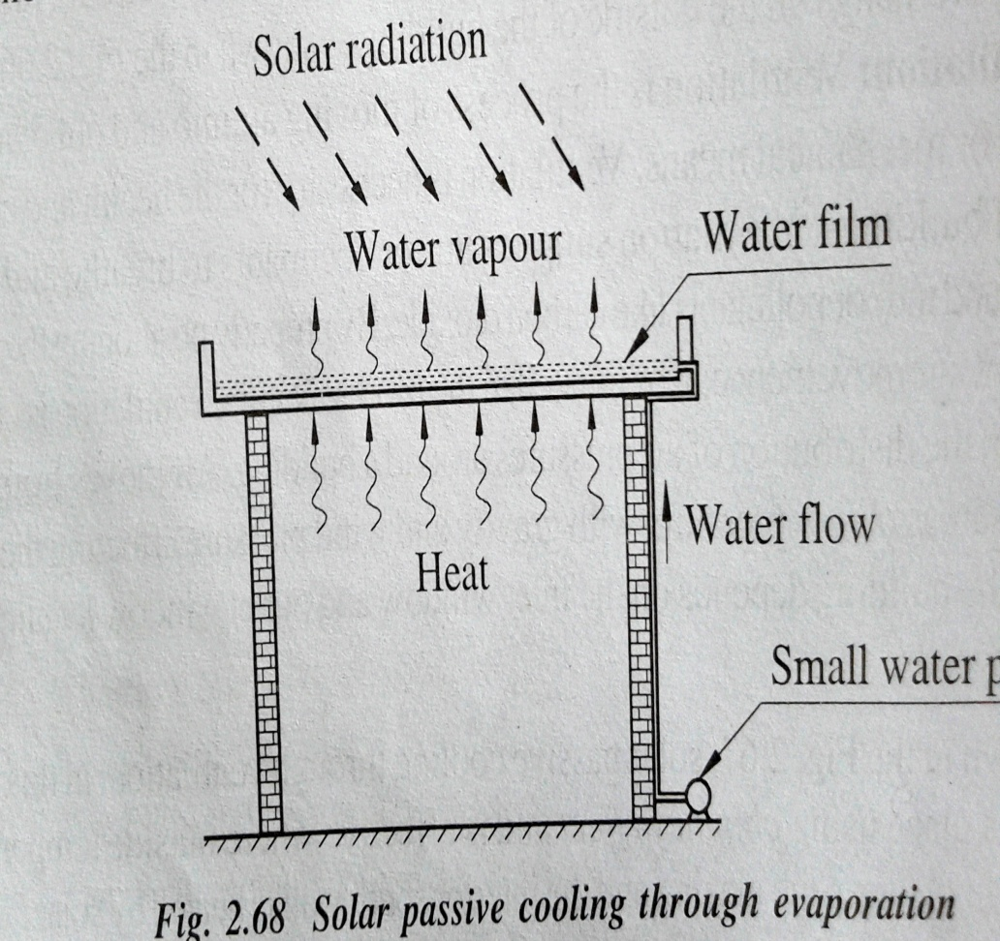 Solar radiation
Water vapour
Water film
Water flow
Heat
Small water
Fig. 2.68 Solar passive cooling through evaporation